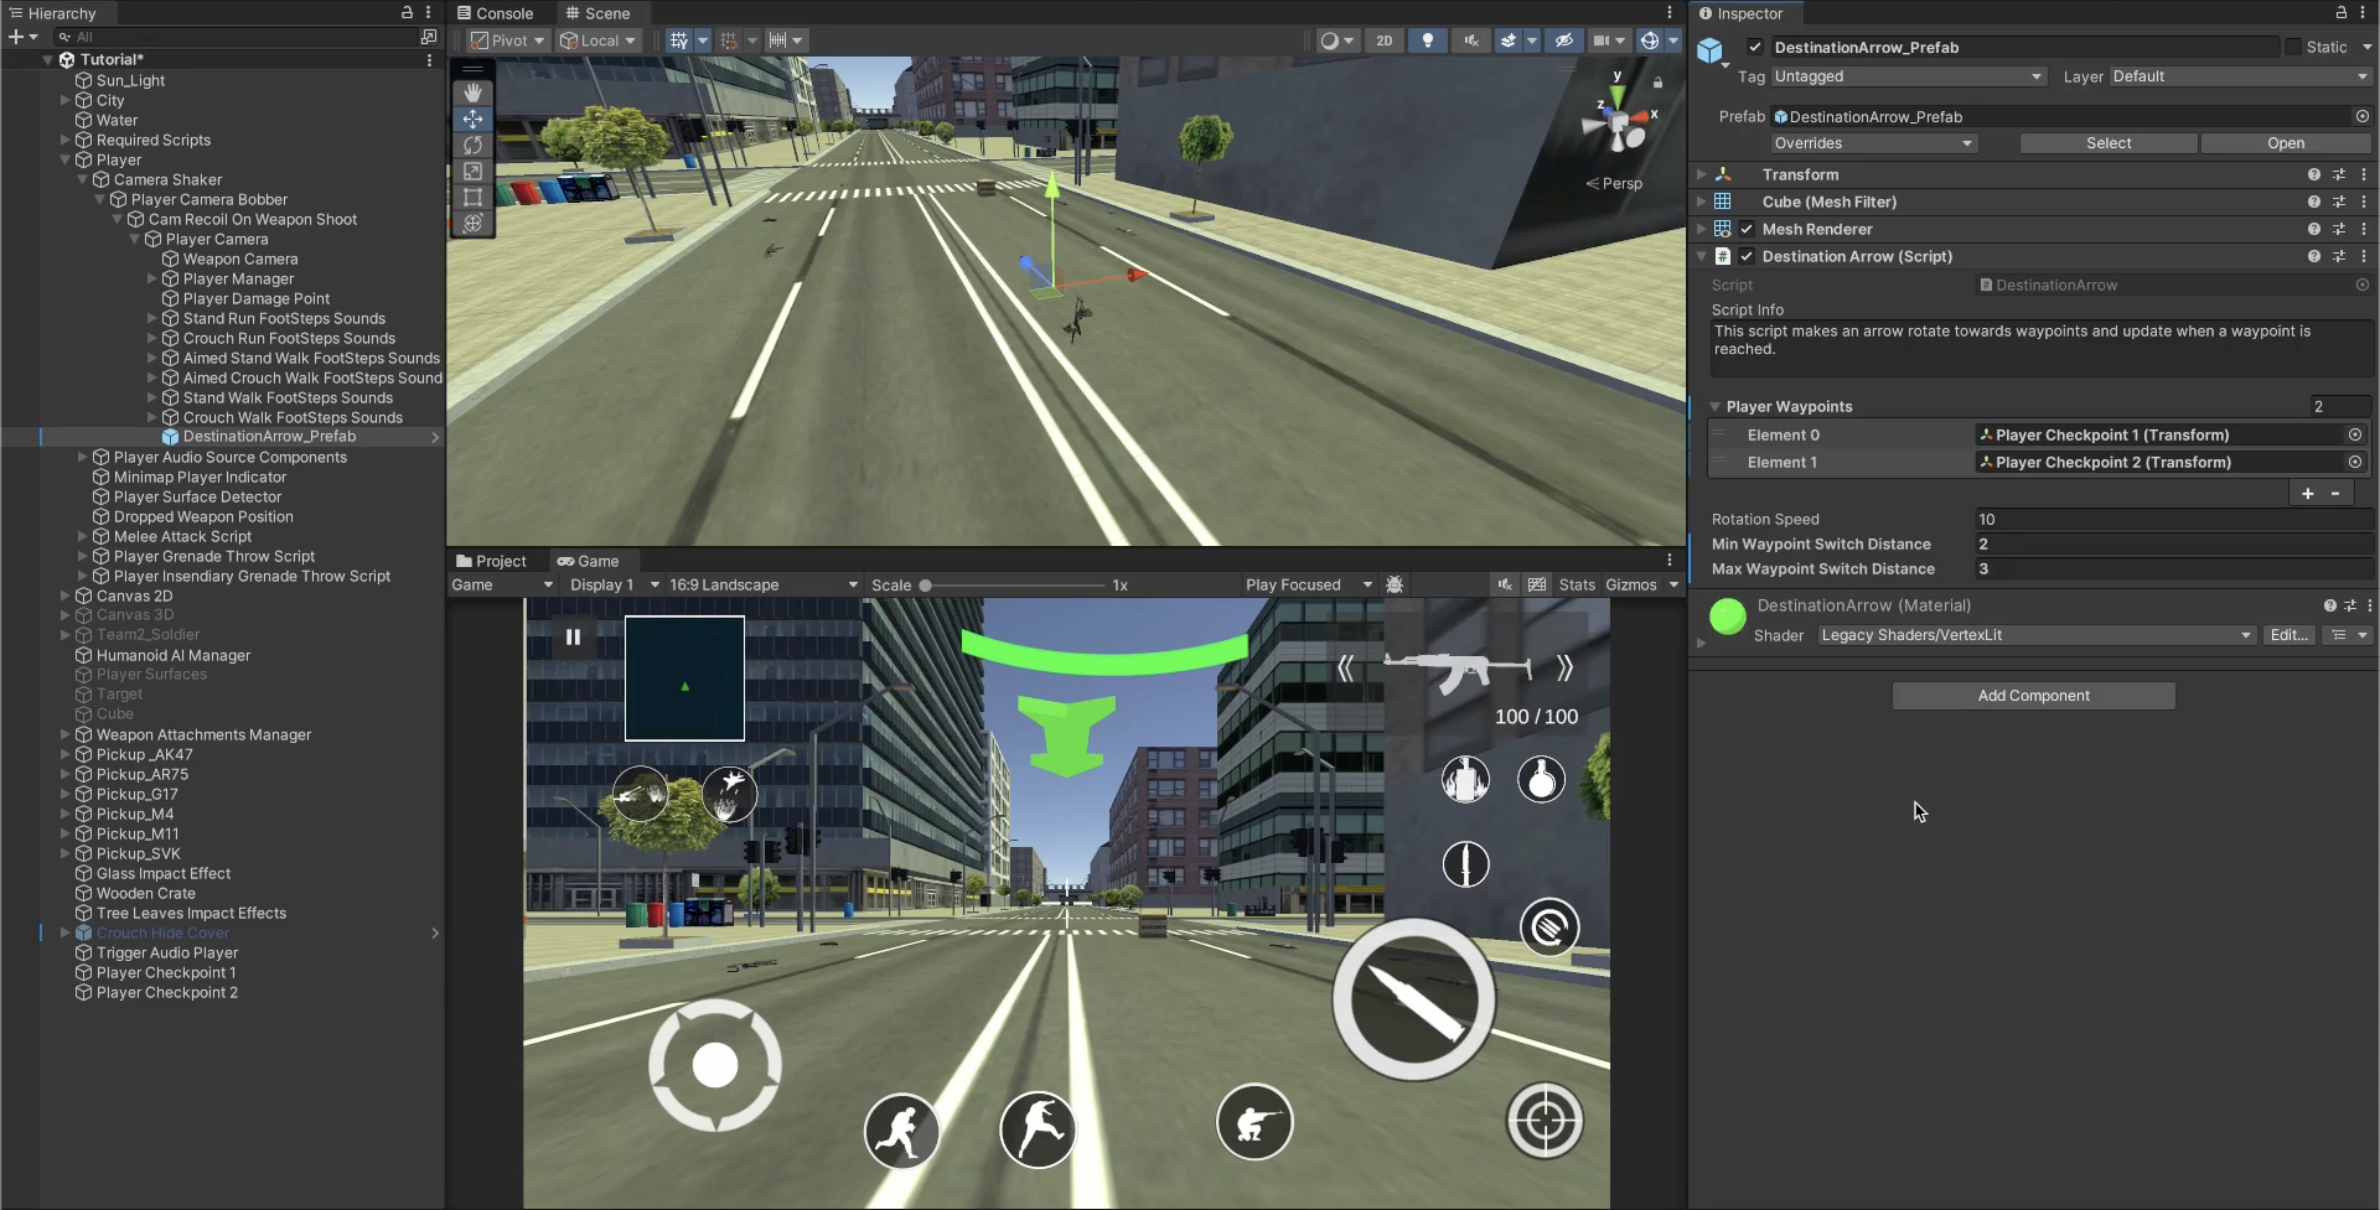 Hierarchy
All
Tutorial*
Sun_Light
City
Water
Required Scripts
Player
Camera Shaker
Player Camera Bobber
Cam Recoil On Weapon Shoot
Player Camera
Weapon Camera
Player Manager
Player Damage Point
Stand Run FootSteps Sounds
Crouch Run FootSteps Sounds
Aimed Stand Walk FootSteps Sounds
Aimed Crouch Walk FootSteps Sound
Stand Walk FootSteps Sounds
Crouch Walk FootSteps Sounds
DestinationArrow_Prefab
Player Audio Source Components
Minimap Player Indicator
Player Surface Detector
Dropped Weapon Position
Melee Attack Script
Player Grenade Throw Script
Player Insendiary Grenade Throw Script
Canvas 2D
Canvas 3D
Team2_Soldier
Humanoid AI Manager
Player Surfaces
Target
Cube
Weapon Attachments Manager
Pickup _AK47
Pickup_AR75
Pickup_G17
Pickup_M4
Pickup_M11
Pickup_SVK
Glass Impact Effect
Wooden Crate
Tree Leaves Impact Effects
Crouch Hide Cover
Trigger Audio Player
Player Checkpoint 1
Player Checkpoint 2
Console Scene
Pivot Local 2D
y
z x
Persp
Project Game
Game Display 1 16:9 Landscape Scale 1x Play Focused Stats Gizmos
100 / 100
Inspector
DestinationArrow_Prefab Static
Tag Untagged Layer Default
Prefab DestinationArrow_Prefab
Overrides Select Open
Transform
Cube (Mesh Filter)
Mesh Renderer
Destination Arrow (Script)
Script DestinationArrow
Script Info
This script makes an arrow rotate towards waypoints and update when a waypoint is
reached.
Player Waypoints 2
Element 0 Player Checkpoint 1 (Transform)
Element 1 Player Checkpoint 2 (Transform)
+ -
Rotation Speed 10
Min Waypoint Switch Distance 2
Max Waypoint Switch Distance 3
DestinationArrow (Material)
Shader Legacy Shaders/VertexLit Edit...
Add Component